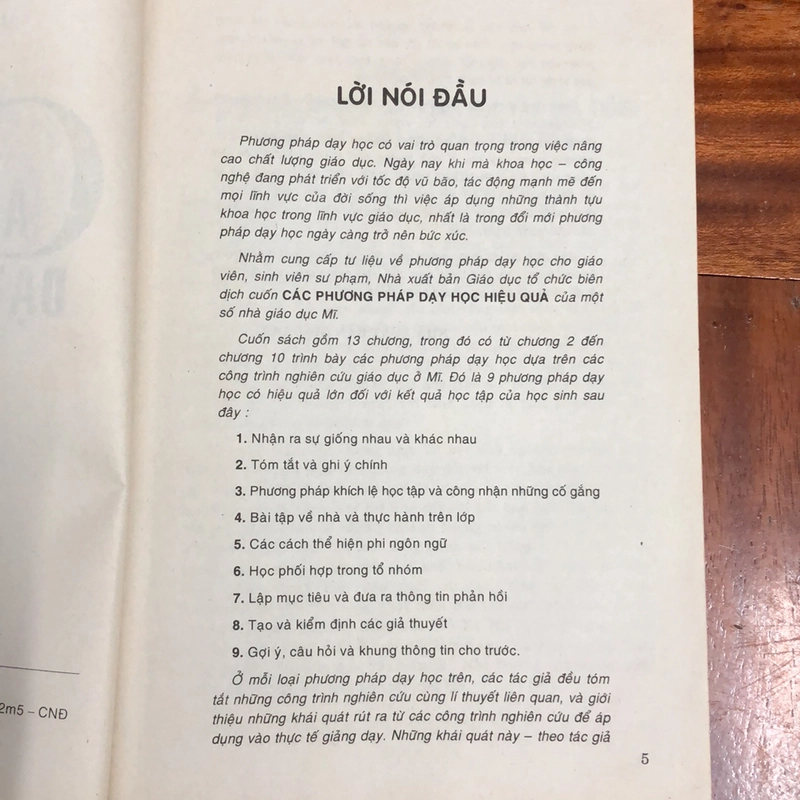 2m5 – CNĐ
LỜI NÓI ĐẦU
Phương pháp dạy học có vai trò quan trọng trong việc nâng
cao chất lượng giáo dục. Ngày nay khi mà khoa học – công
nghệ đang phát triển với tốc độ vũ bão, tác động mạnh mẽ đến
mọi lĩnh vực của đời sống thì việc áp dụng những thành tựu
khoa học trong lĩnh vực giáo dục, nhất là trong đổi mới phương
pháp dạy học ngày càng trở nên bức xúc.
Nhằm cung cấp tư liệu về phương pháp dạy học cho giáo
viên, sinh viên sư phạm, Nhà xuất bản Giáo dục tổ chức biên
dịch cuốn CÁC PHƯƠNG PHÁP DẠY HỌC HIỆU QUẢ của một
số nhà giáo dục Mĩ.
Cuốn sách gồm 13 chương, trong đó có từ chương 2 đến
chương 10 trình bày các phương pháp dạy học dựa trên các
công trình nghiên cứu giáo dục ở Mĩ. Đó là 9 phương pháp dạy
học có hiệu quả lớn đối với kết quả học tập của học sinh sau
đây :
1. Nhận ra sự giống nhau và khác nhau
2. Tóm tắt và ghi ý chính
3. Phương pháp khích lệ học tập và công nhận những cố gắng
4. Bài tập về nhà và thực hành trên lớp
5. Các cách thể hiện phi ngôn ngữ
6. Học phối hợp trong tổ nhóm
7. Lập mục tiêu và đưa ra thông tin phản hồi
8. Tạo và kiểm định các giả thuyết
9. Gợi ý, câu hỏi và khung thông tin cho trước.
Ở mỗi loại phương pháp dạy học trên, các tác giả đều tóm
tắt những công trình nghiên cứu cùng lí thuyết liên quan, và giới
thiệu những khái quát rút ra từ các công trình nghiên cứu để áp
dụng vào thực tế giảng dạy. Những khái quát này – theo tác giả
5